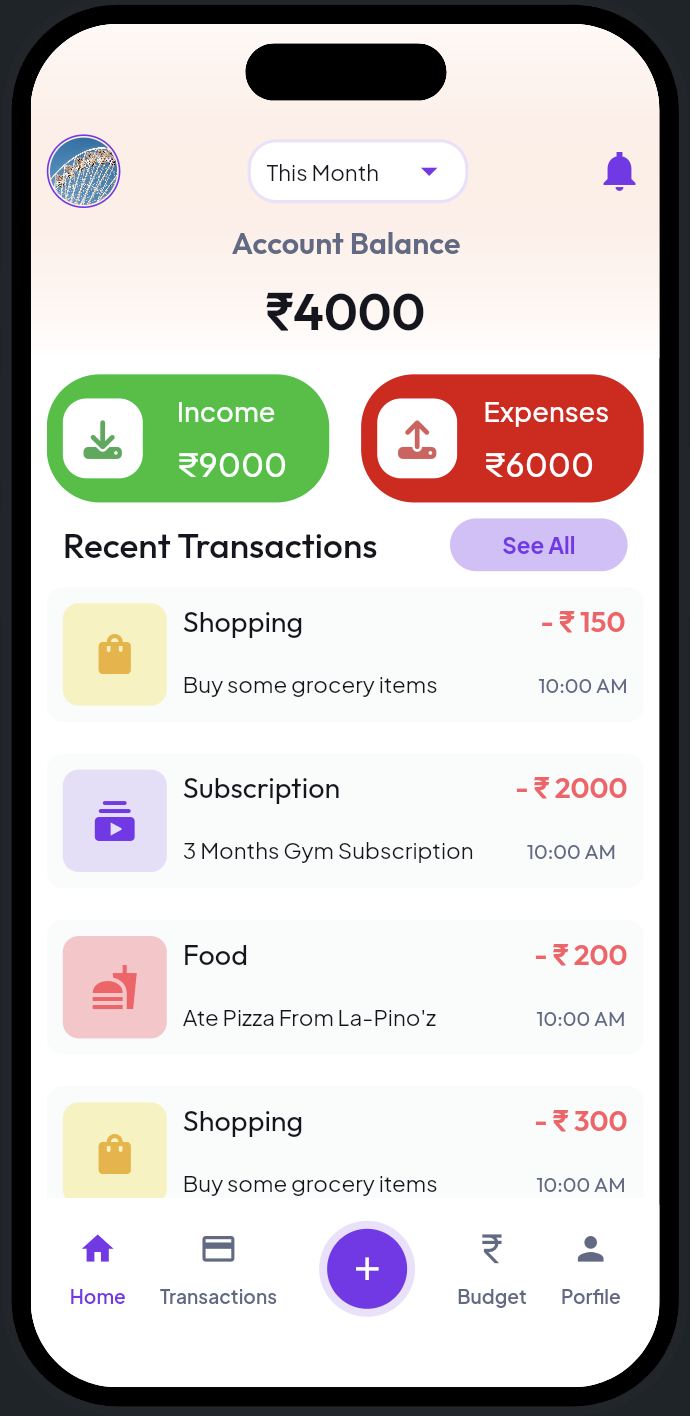 This Month
Account Balance
₹4000
Income
₹9000
Expenses
₹6000
Recent Transactions
See All
Shopping
- ₹ 150
Buy some grocery items
10:00 AM
Subscription
- ₹ 2000
3 Months Gym Subscription
10:00 AM
Food
- ₹ 200
Ate Pizza From La-Pino'z
10:00 AM
Shopping
- ₹ 300
Buy some grocery items
10:00 AM
Home
Transactions
+
₹
Budget
Porfile